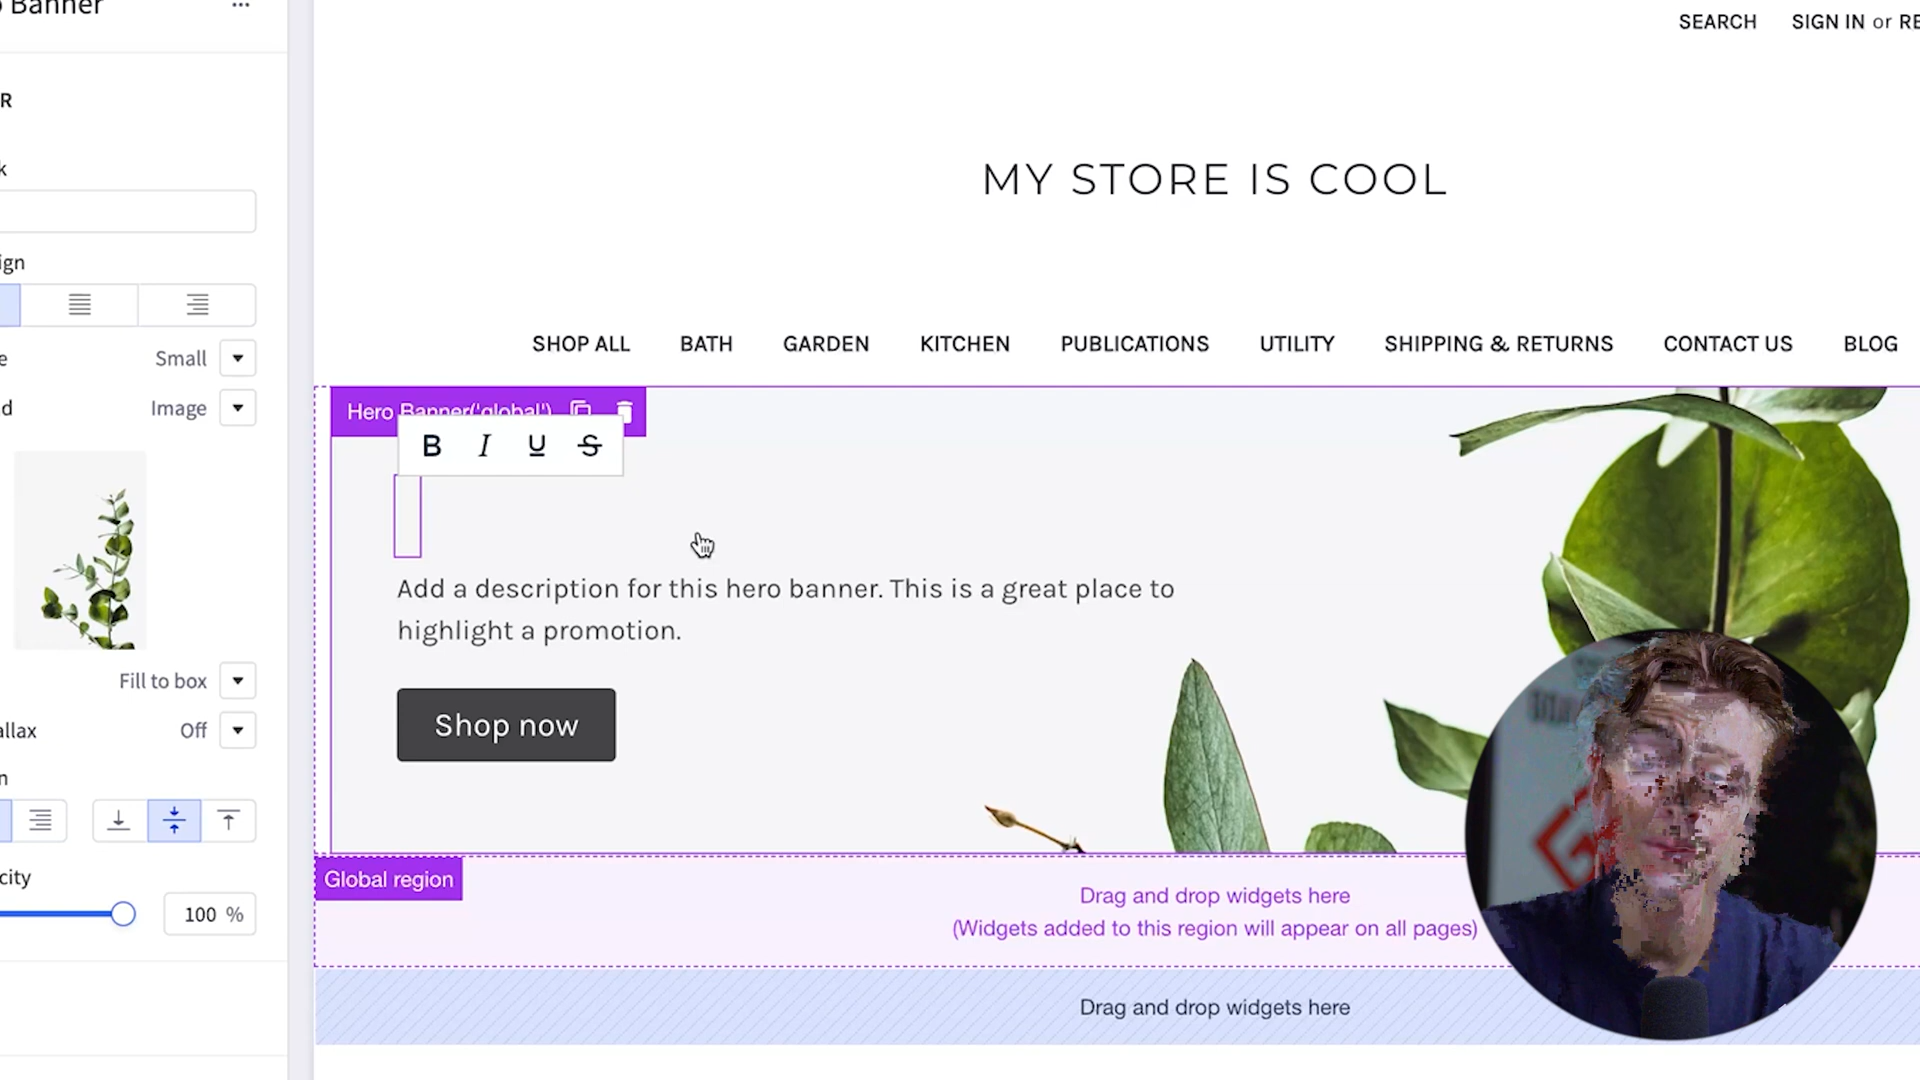 Banner
SEARCH SIGN IN or RE
R
k
MY STORE IS COOL
ign
SHOP ALL BATH GARDEN KITCHEN PUBLICATIONS UTILITY SHIPPING & RETURNS CONTACT US BLOG
e Small
d Image
Hero Banner('global')
B I U S
Add a description for this hero banner. This is a great place to
highlight a promotion.
Shop now
Fill to box
allax Off
n
city
100 %
Global region
Drag and drop widgets here
(Widgets added to this region will appear on all pages)
Drag and drop widgets here